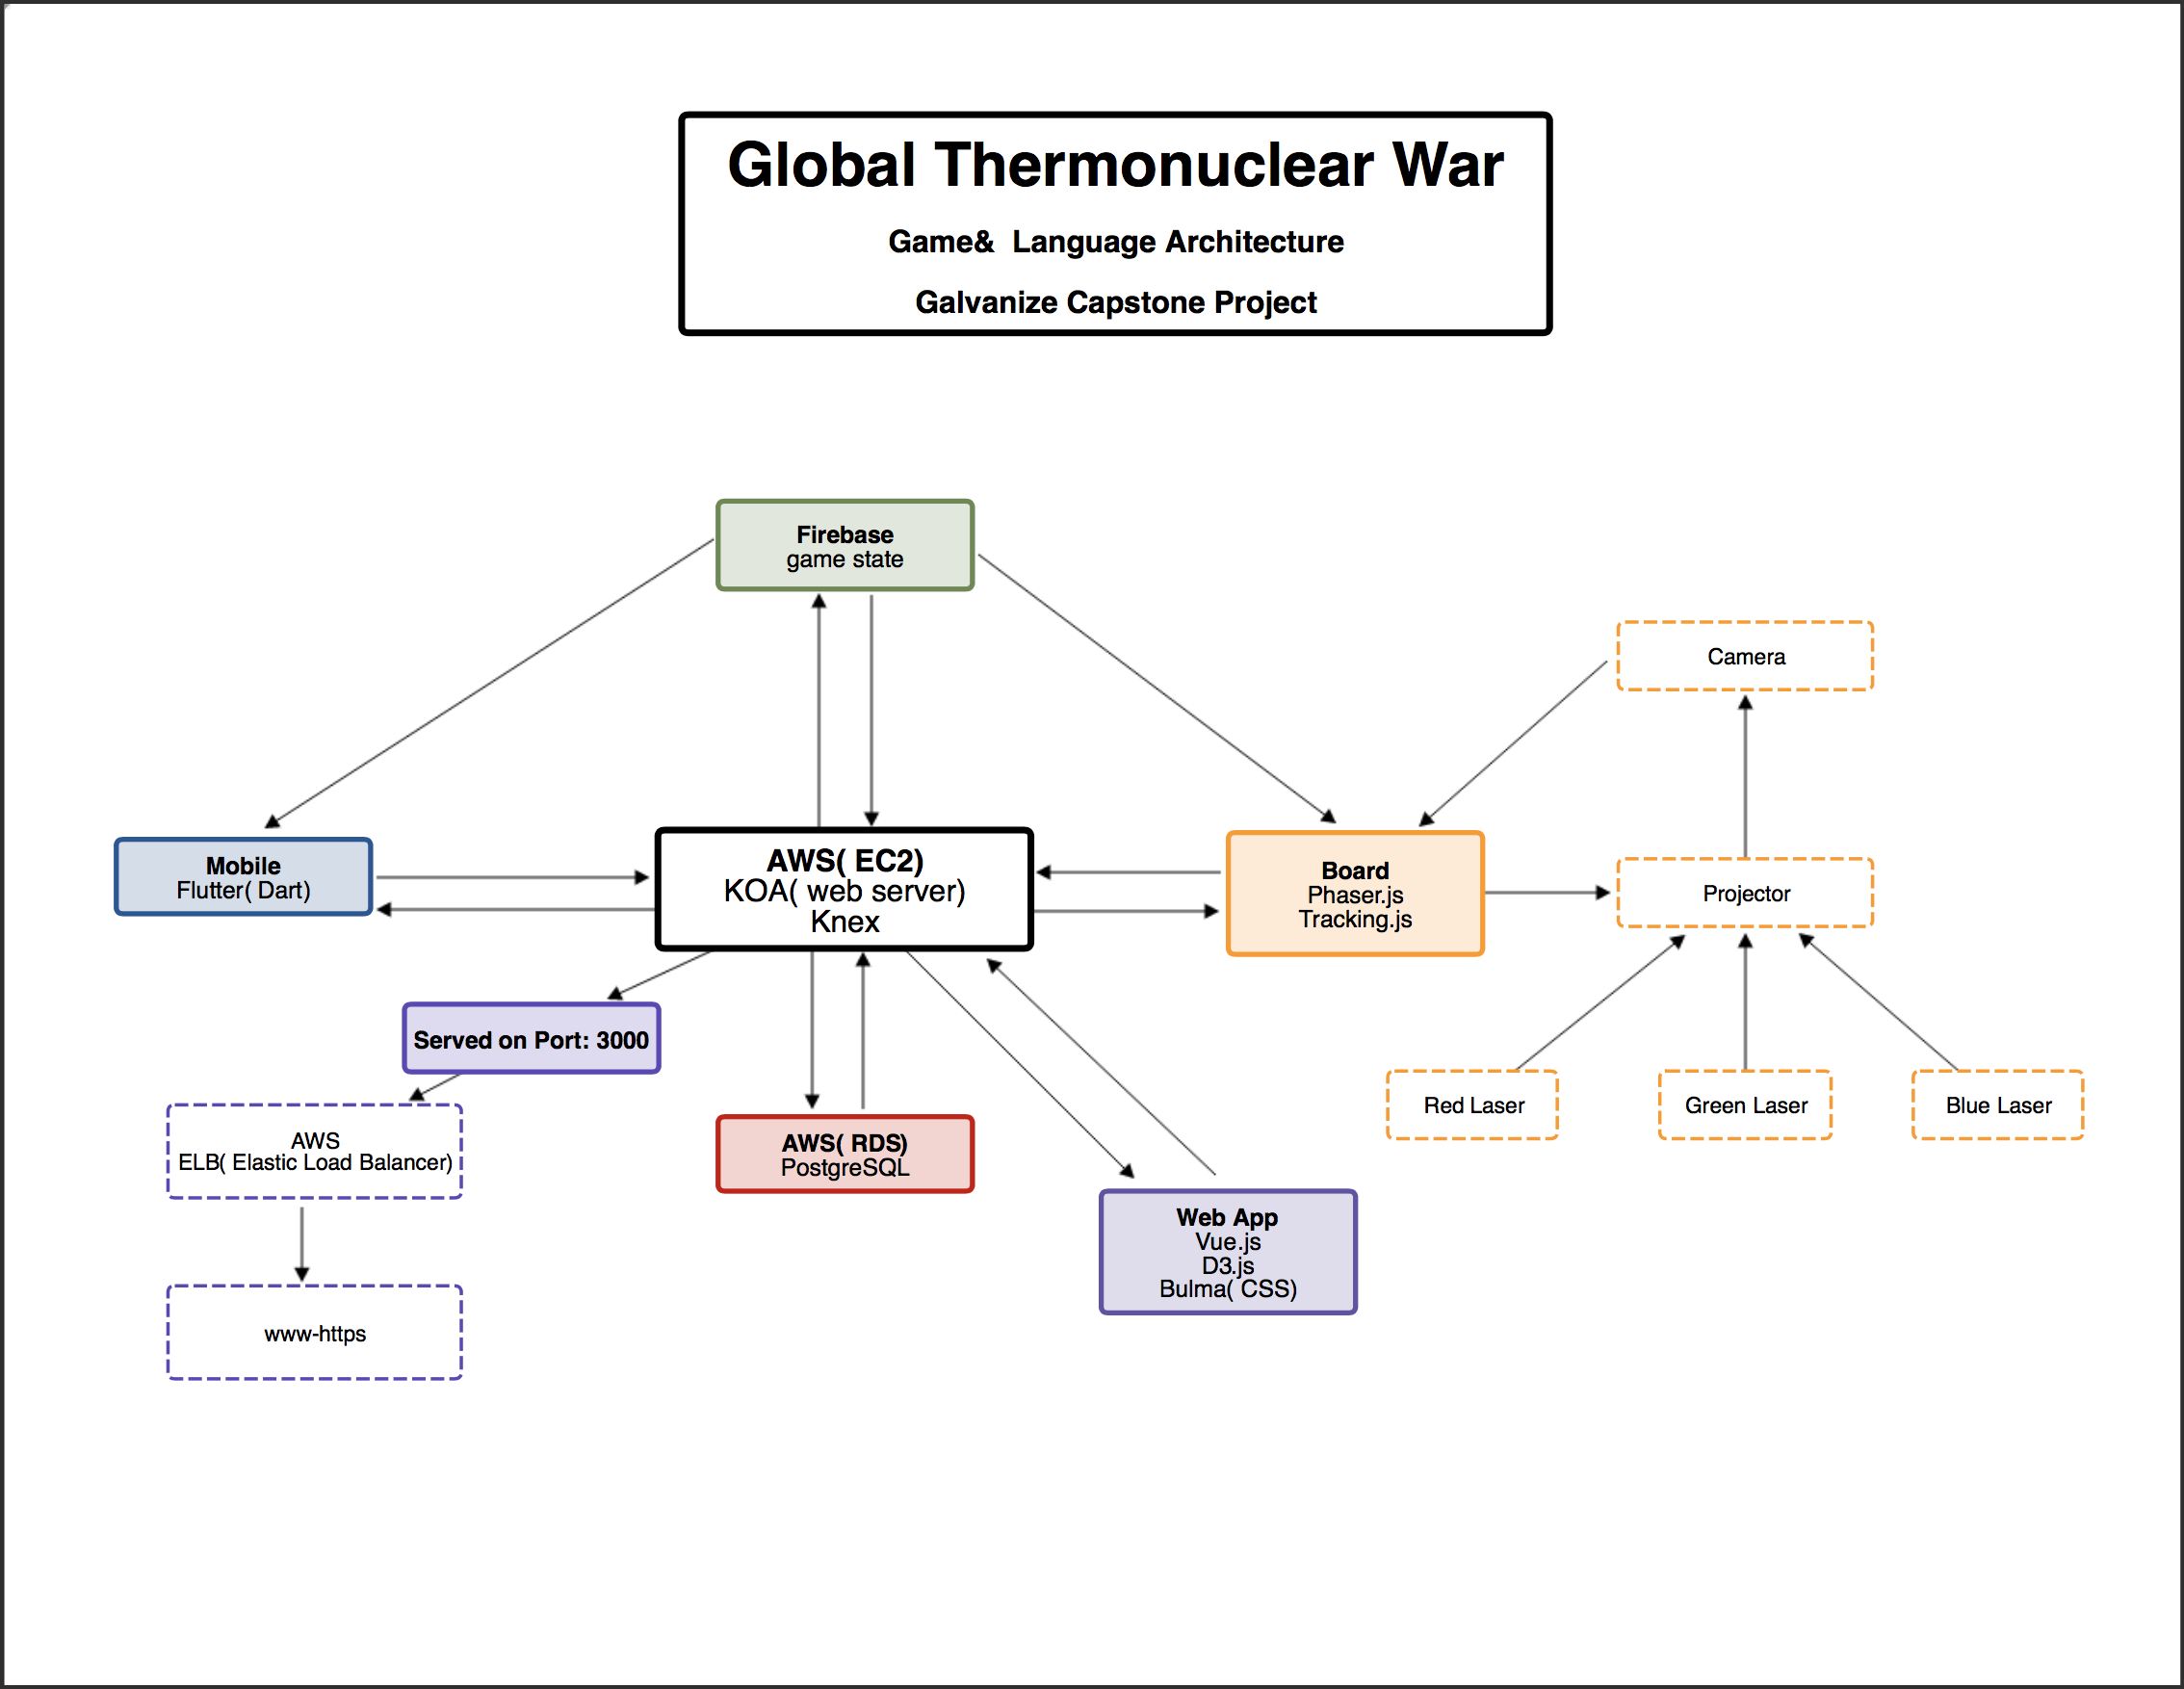 Global Thermonuclear War
Game&  Language Architecture
Galvanize Capstone Project
Firebase
game state
Camera
Mobile
Flutter( Dart)
AWS( EC2)
KOA( web server)
Knex
Board
Phaser.js
Tracking.js
Projector
Served on Port: 3000
AWS
ELB( Elastic Load Balancer)
AWS( RDS)
PostgreSQL
Red Laser
Green Laser
Blue Laser
Web App
Vue.js
D3.js
Bulma( CSS)
www-https